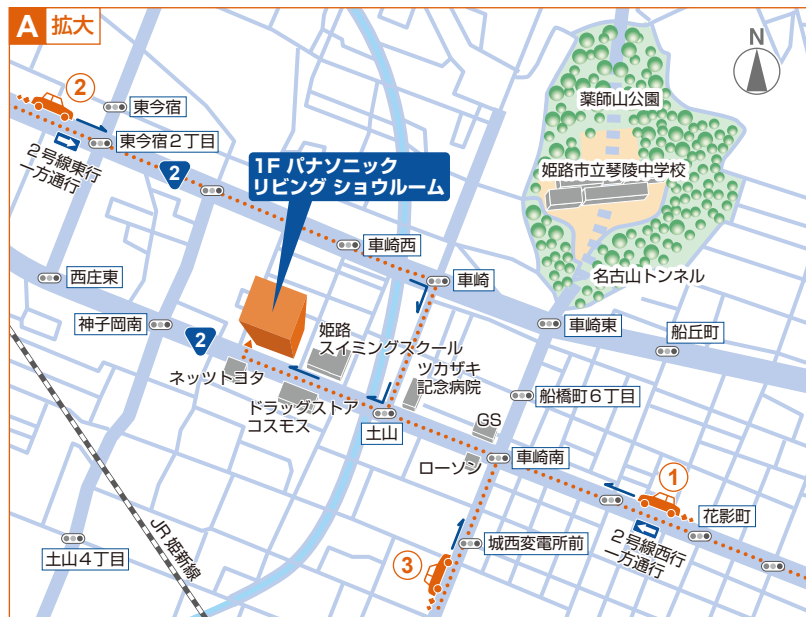 A 拡大
N
②
東今宿
東今宿2丁目
2号線東行
一方通行
2
1F パナソニック
リビング ショウルーム
薬師山公園
姫路市立琴陵中学校
名古山トンネル
車崎西
車崎
西庄東
神子岡南
2
車崎東
船丘町
姫路
スイミングスクール
ツカザキ
記念病院
ネッツトヨタ
ドラッグストア
コスモス
土山
船橋町6丁目
GS
ローソン
車崎南
①
花影町
2号線西行
一方通行
城西変電所前
③
JR姫新線
土山4丁目